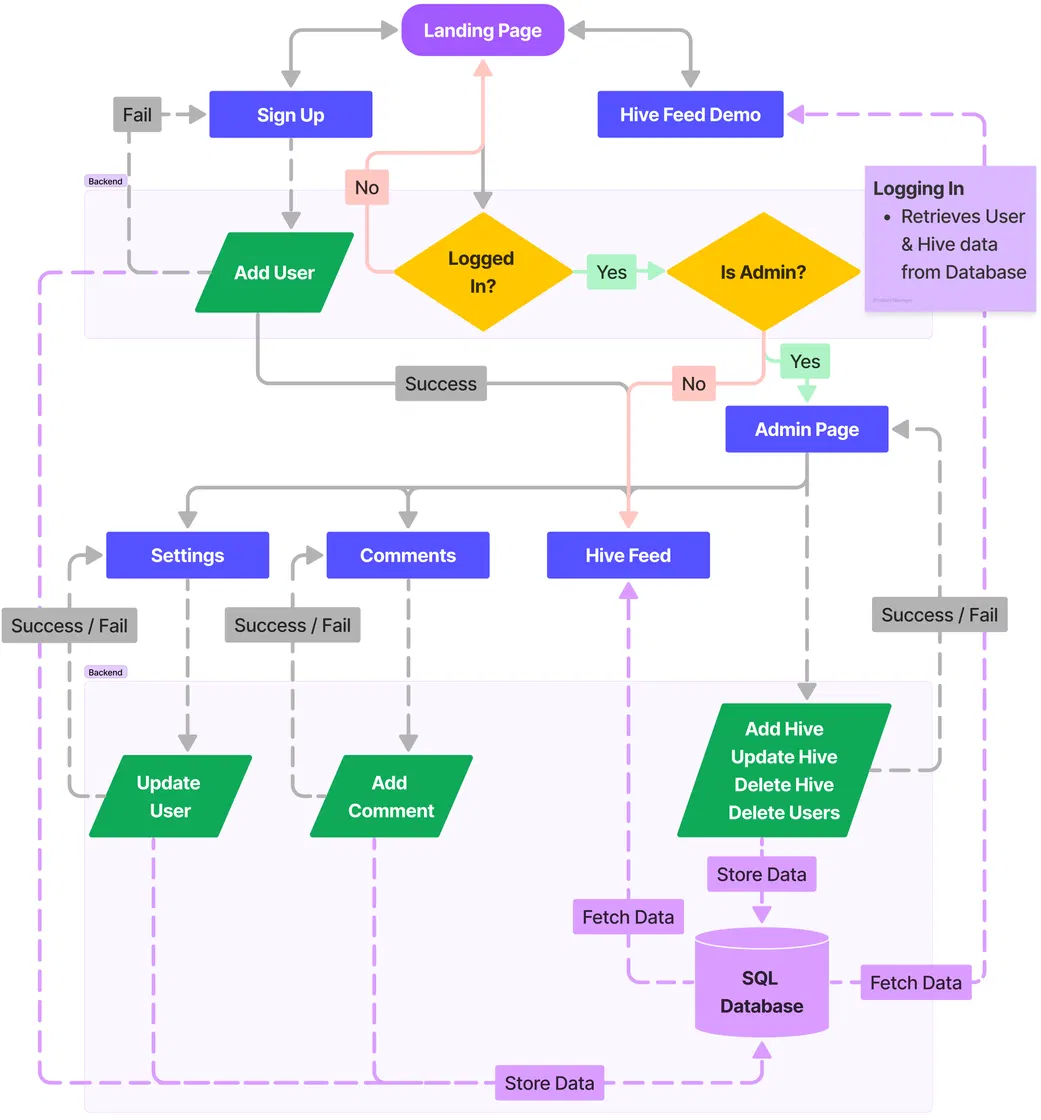 Landing Page
Fail
Sign Up
Hive Feed Demo
Backend
No
Logging In
• Retrieves User
& Hive data
from Database
Add User
Logged
In?
Yes
Is Admin?
Success
No
Yes
Admin Page
Settings
Comments
Hive Feed
Success / Fail
Success / Fail
Success / Fail
Backend
Add Hive
Update Hive
Delete Hive
Delete Users
Update
User
Add
Comment
Store Data
Fetch Data
SQL
Database
Fetch Data
Store Data